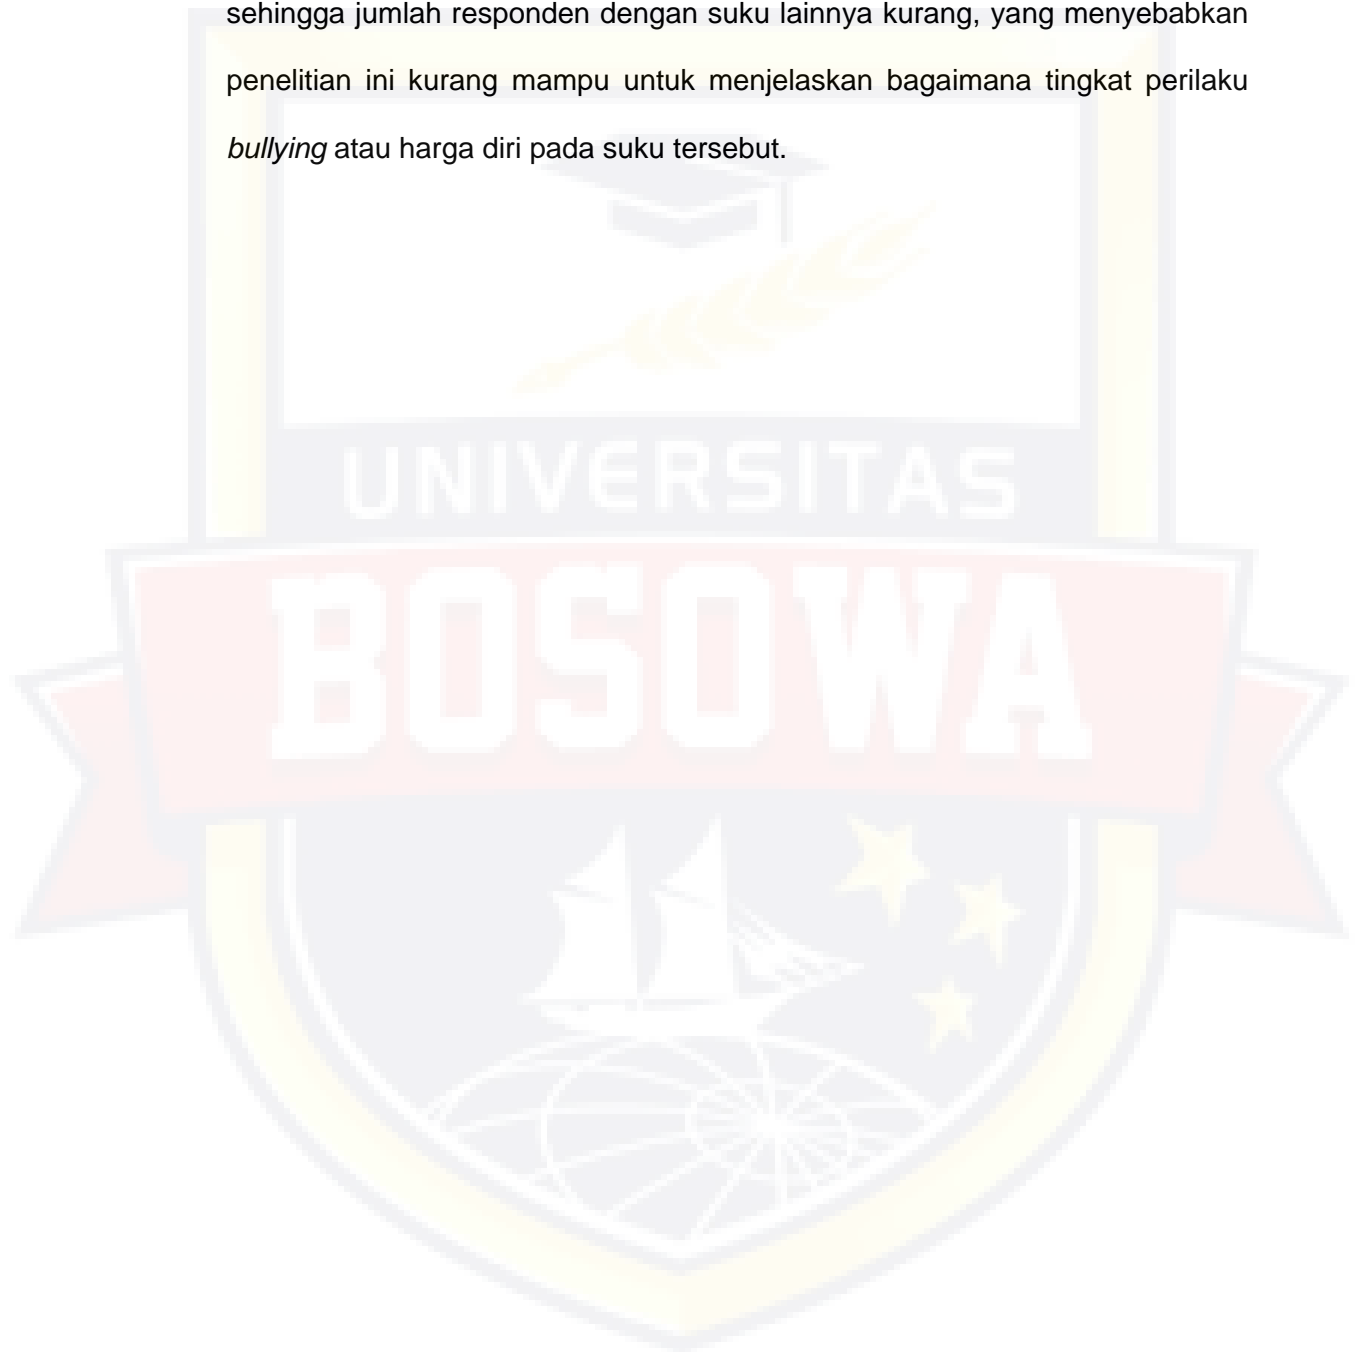 sehingga jumlah responden dengan suku lainnya kurang, yang menyebabkan
penelitian ini kurang mampu untuk menjelaskan bagaimana tingkat perilaku
bullying atau harga diri pada suku tersebut.
UNIVERSITAS
BOSOWA